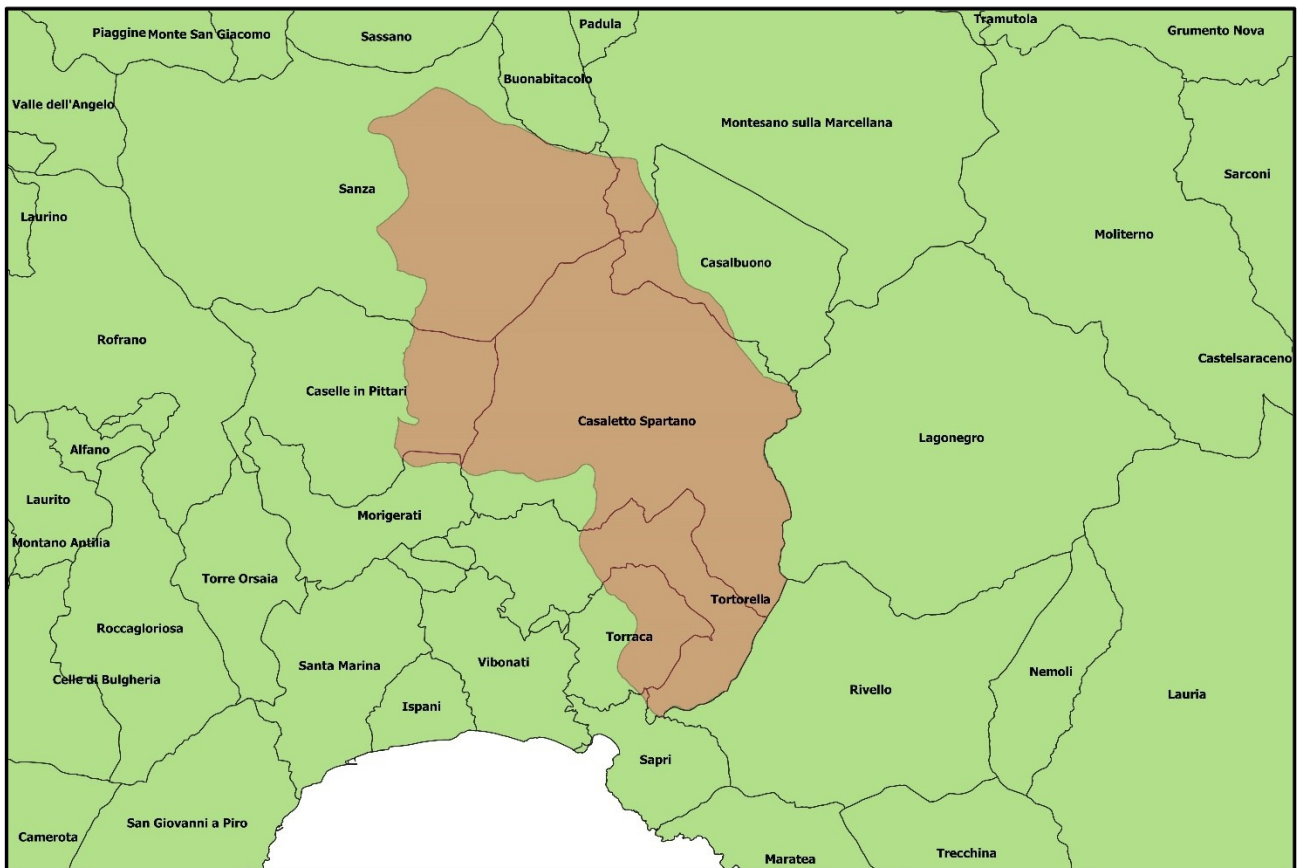 Piaggine
Monte San Giacomo
Sassano
Padula
Tramutola
Grumento Nova
Buonabitacolo
Valle dell'Angelo
Montesano sulla Marcellana
Sanza
Sarconi
Laurino
Moliterno
Casalbuono
Rofrano
Castelsaraceno
Caselle in Pittari
Casaletto Spartano
Lagonegro
Alfano
Laurito
Morigerati
Montano Antilia
Torre Orsaia
Tortorella
Roccagloriosa
Torraca
Santa Marina
Vibonati
Nemoli
Celle di Bulgheria
Rivello
Lauria
Ispani
Sapri
San Giovanni a Piro
Camerota
Trecchina
Maratea